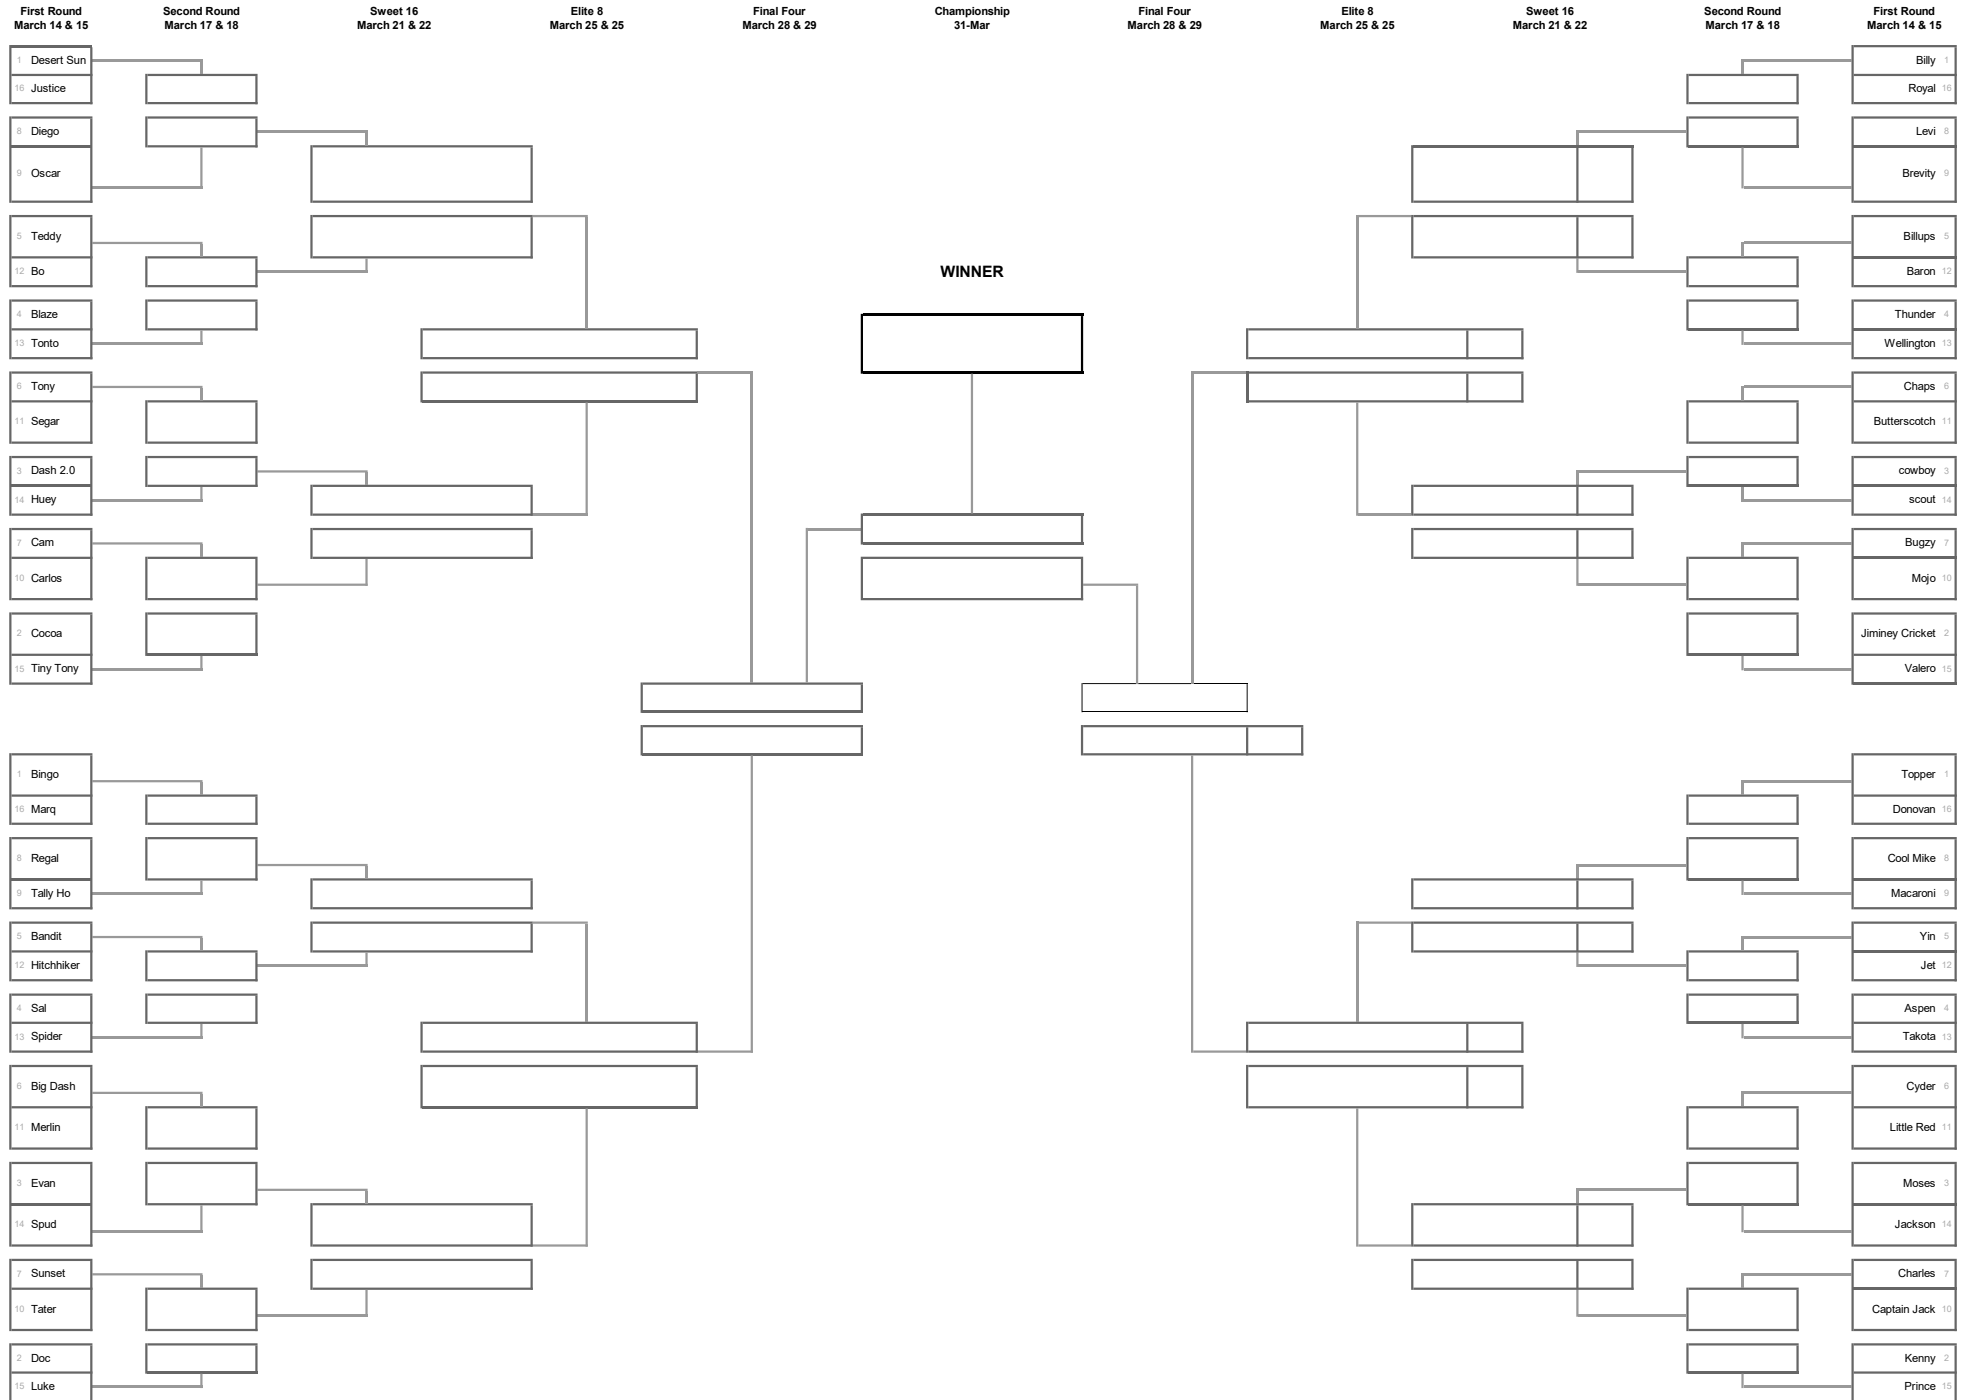 First Round Second Round Sweet 16 Elite 8 Final Four Championship Final Four Elite 8 Sweet 16 Second Round First Round
March 14 & 15 March 17 & 18 March 21 & 22 March 25 & 25 March 28 & 29 31-Mar March 28 & 29 March 25 & 25 March 21 & 22 March 17 & 18 March 14 & 15
1 Desert Sun Billy 1
16 Justice Royal 16
8 Diego Levi 8
9 Oscar Brevity 9
5 Teddy Billups 5
12 Bo WINNER Baron 12
4 Blaze Thunder 4
13 Tonto Wellington 13
6 Tony Chaps 6
11 Segar Butterscotch 11
3 Dash 2.0 cowboy 3
14 Huey scout 14
7 Cam Bugzy 7
10 Carlos Mojo 10
2 Cocoa Jiminey Cricket 2
15 Tiny Tony Valero 15
1 Bingo Topper 1
16 Marq Donovan 16
8 Regal Cool Mike 8
9 Tally Ho Macaroni 9
5 Bandit Yin 5
12 Hitchhiker Jet 12
4 Sal Aspen 4
13 Spider Takota 13
6 Big Dash Cyder 6
11 Merlin Little Red 11
3 Evan Moses 3
14 Spud Jackson 14
7 Sunset Charles 7
10 Tater Captain Jack 10
2 Doc Kenny 2
15 Luke Prince 15